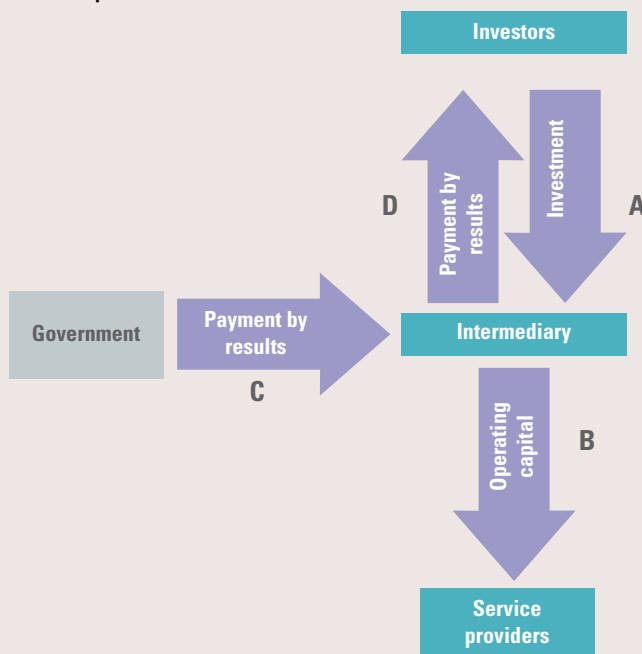 Investors
D
Payment by
results
Investment
A
Government
Payment by
results
C
Intermediary
Operating
capital
B
Service
providers